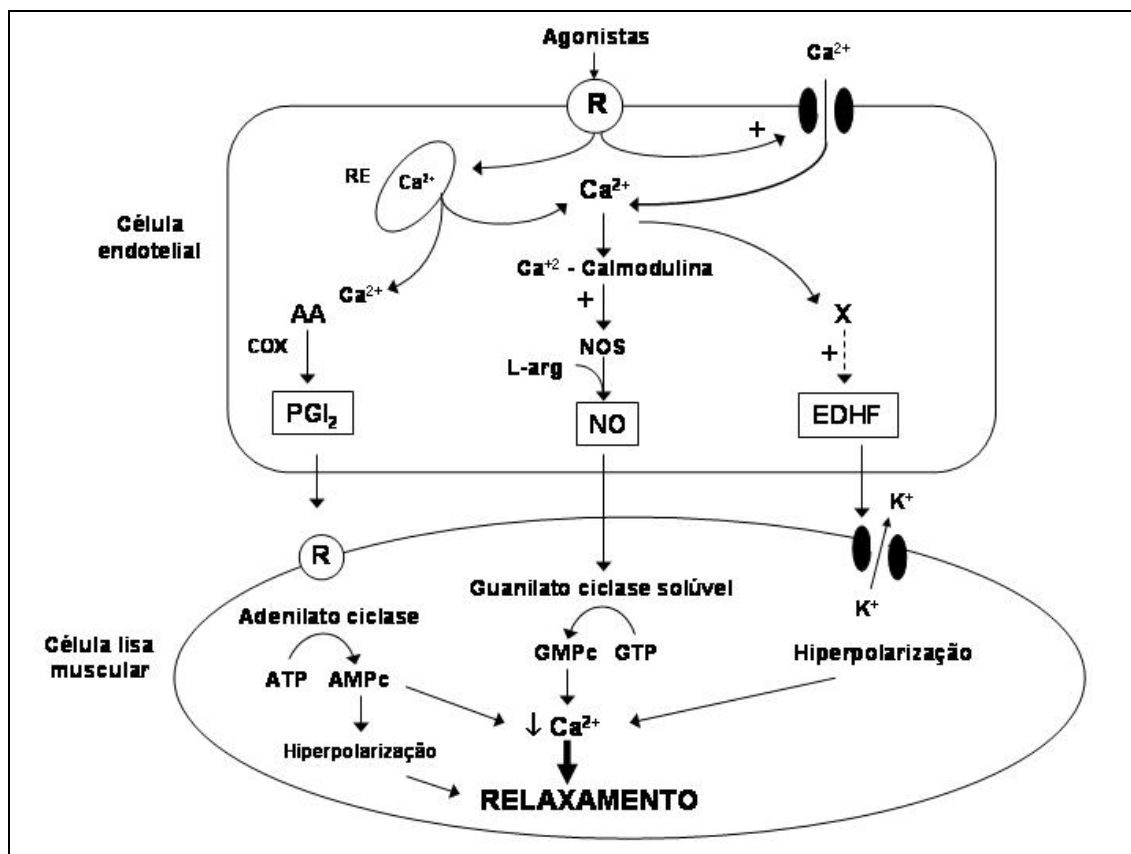 Agonistas
Ca²⁺
R
+
RE
Ca²⁺
Ca²⁺
Célula
endotelial
Ca⁺² - Calmodulina
Ca²⁺
+
AA
X
COX
NOS
+
L-arg
PGI₂
NO
EDHF
K⁺
R
Guanilato ciclase solúvel
K⁺
Adenilato ciclase
Célula lisa
muscular
GMPc GTP
Hiperpolarização
ATP AMPc
↓ Ca²⁺
Hiperpolarização
RELAXAMENTO